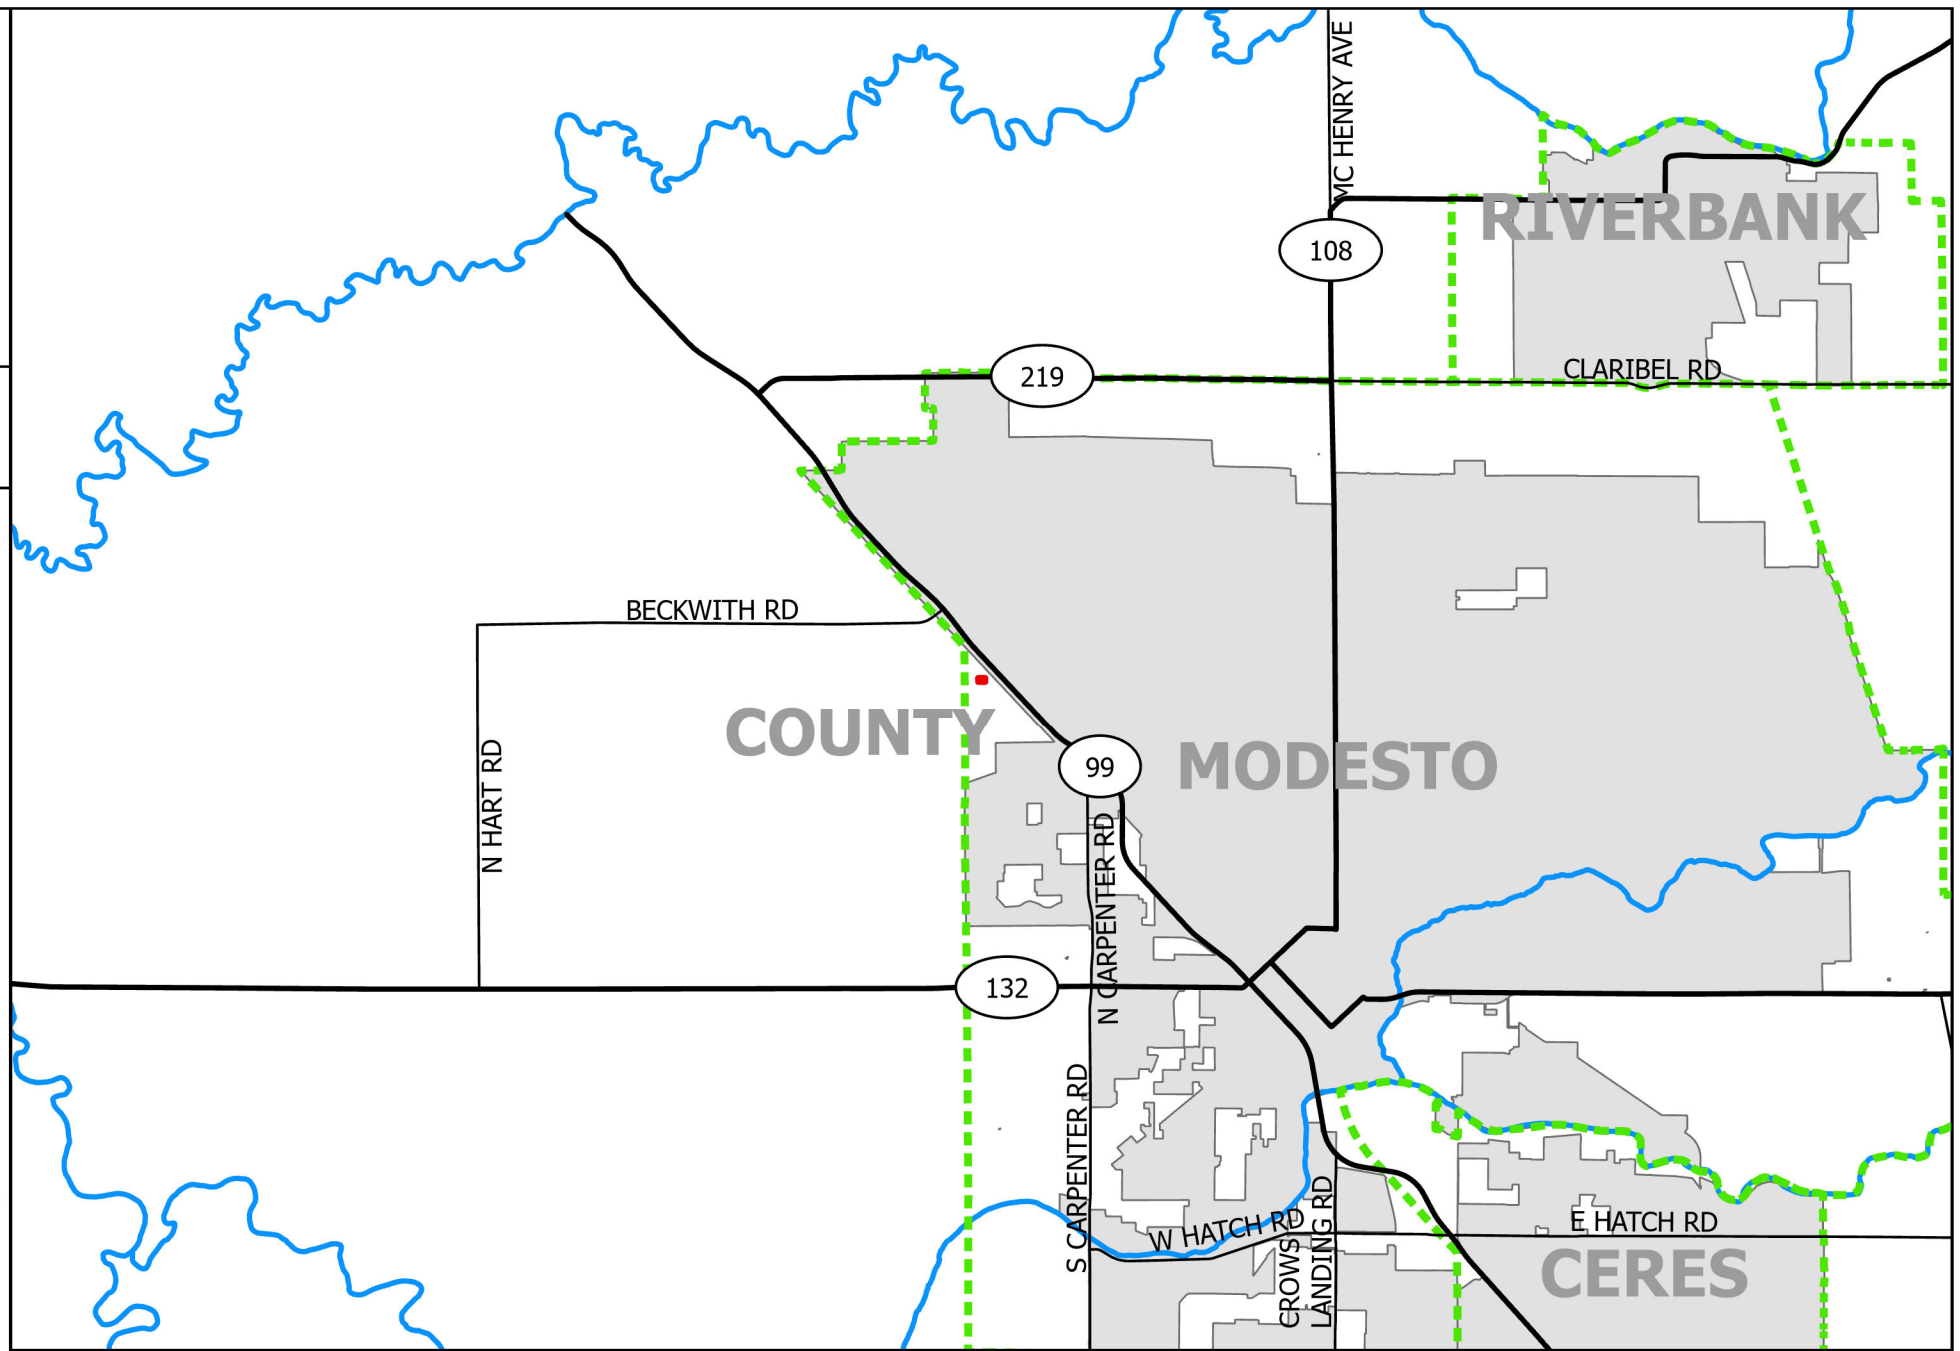 MC HENRY AVE
RIVERBANK
108
CLARIBEL RD
219
BECKWITH RD
COUNTY
MODESTO
99
N HART RD
N CARPENTER RD
132
S CARPENTER RD
W HATCH RD
E HATCH RD
CROWS
LANDING RD
CERES